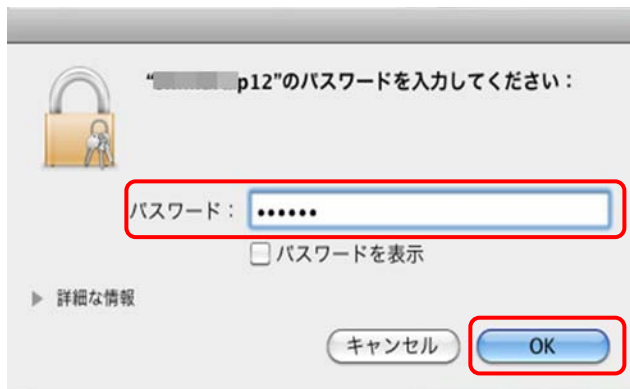 “ p12”のパスワードを入力してください：
パスワード： ••••••
パスワードを表示
詳細な情報
キャンセル OK